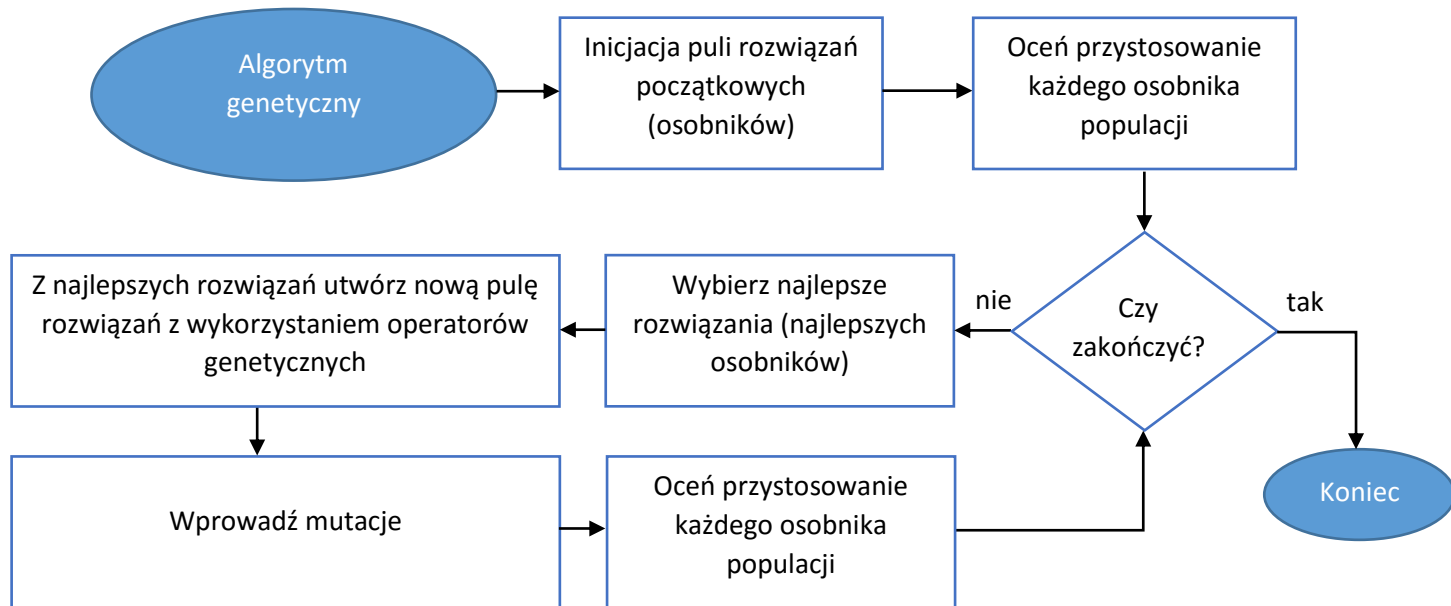 Algorytm
genetyczny
Inicjacja puli rozwiązań
początkowych
(osobników)
Oceń przystosowanie
każdego osobnika
populacji
Czy
zakończyć?
nie
tak
Wybierz najlepsze
rozwiązania (najlepszych
osobników)
Z najlepszych rozwiązań utwórz nową pulę
rozwiązań z wykorzystaniem operatorów
genetycznych
Wprowadź mutacje
Oceń przystosowanie
każdego osobnika
populacji
Koniec